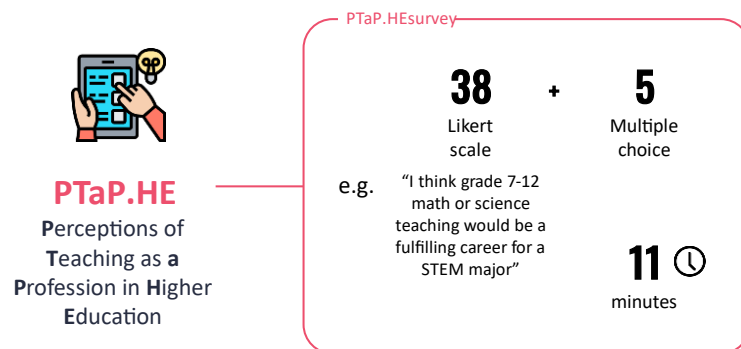 PTaP.HEsurvey
38 + 5
Likert scale
Multiple choice
PTaP.HE
Perceptions of
Teaching as a
Profession in Higher
Education
e.g.
“I think grade 7-12
math or science
teaching would be a
fulfilling career for a
STEM major”
11
minutes